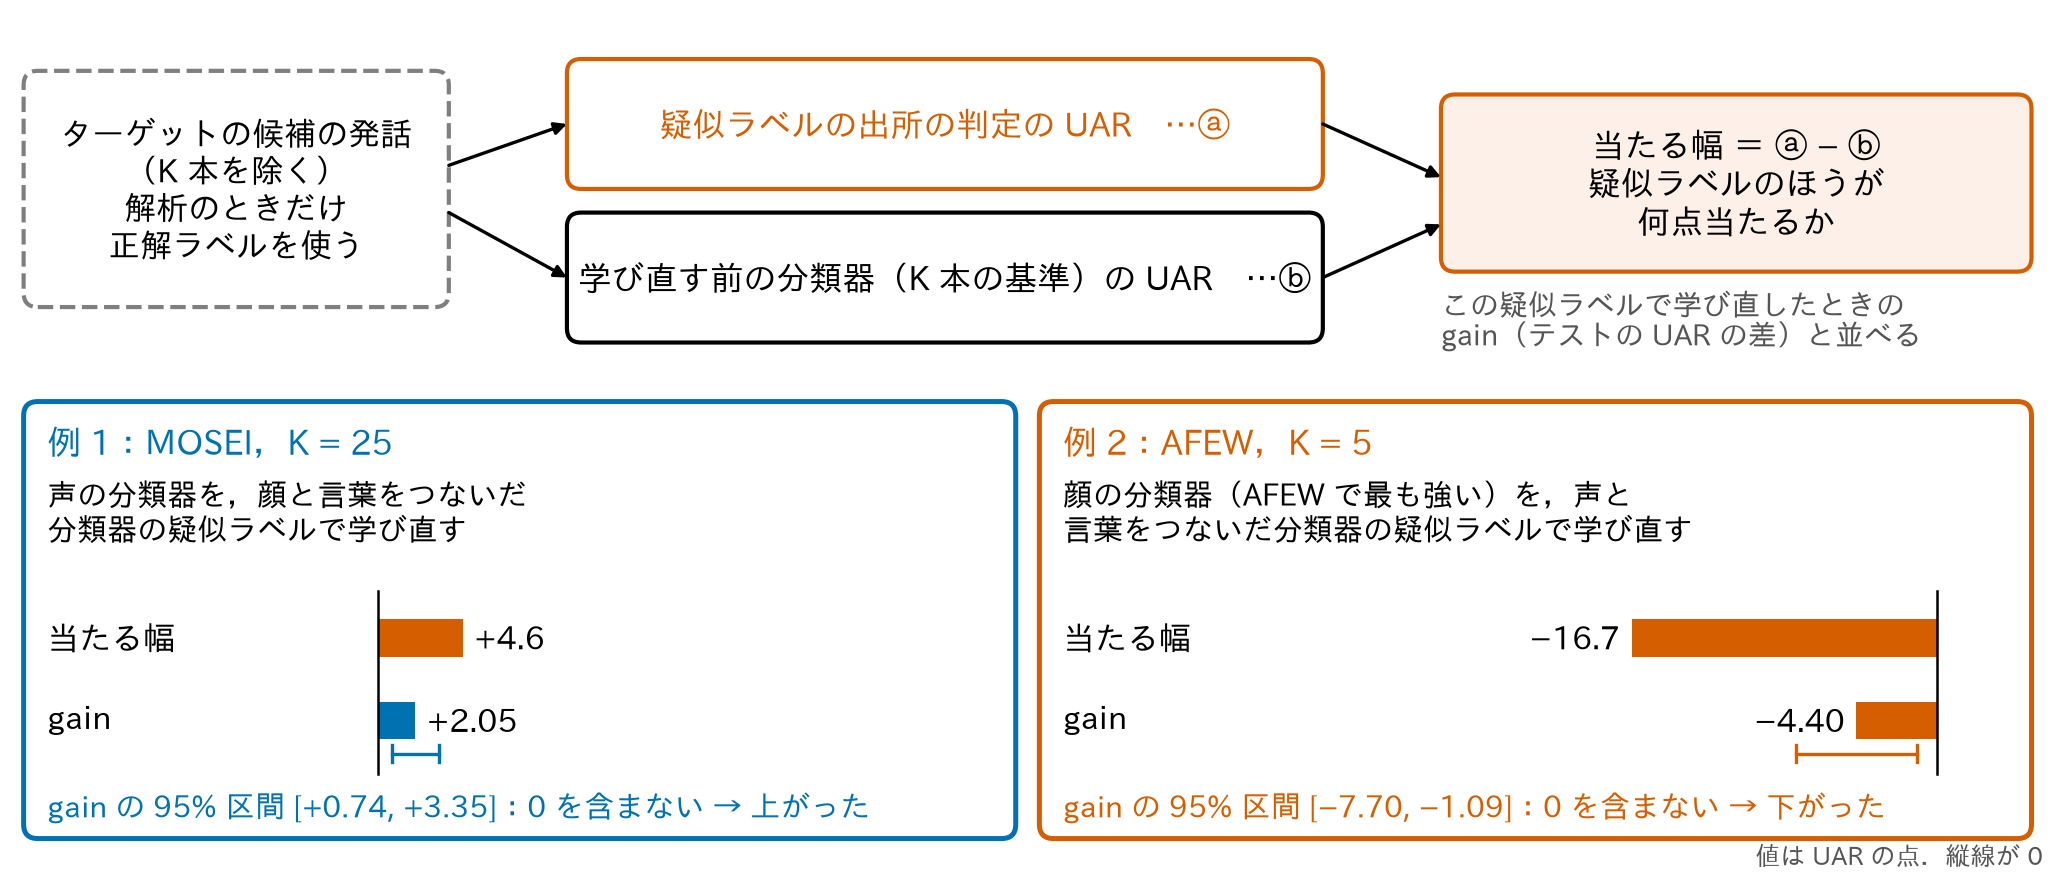 ターゲットの候補の発話
（K 本を除く）
解析のときだけ
正解ラベルを使う
疑似ラベルの出所の判定の UAR …ⓐ
学び直す前の分類器（K 本の基準）の UAR …ⓑ
当たる幅 ＝ ⓐ − ⓑ
疑似ラベルのほうが
何点当たるか
この疑似ラベルで学び直したときの
gain（テストの UAR の差）と並べる
例 1：MOSEI，K = 25
声の分類器を，顔と言葉をつないだ
分類器の疑似ラベルで学び直す
当たる幅
+4.6
gain
+2.05
gain の 95% 区間 [+0.74, +3.35]：0 を含まない → 上がった
例 2：AFEW，K = 5
顔の分類器（AFEW で最も強い）を，声と
言葉をつないだ分類器の疑似ラベルで学び直す
当たる幅
−16.7
gain
−4.40
gain の 95% 区間 [−7.70, −1.09]：0 を含まない → 下がった
値は UAR の点．縦線が 0